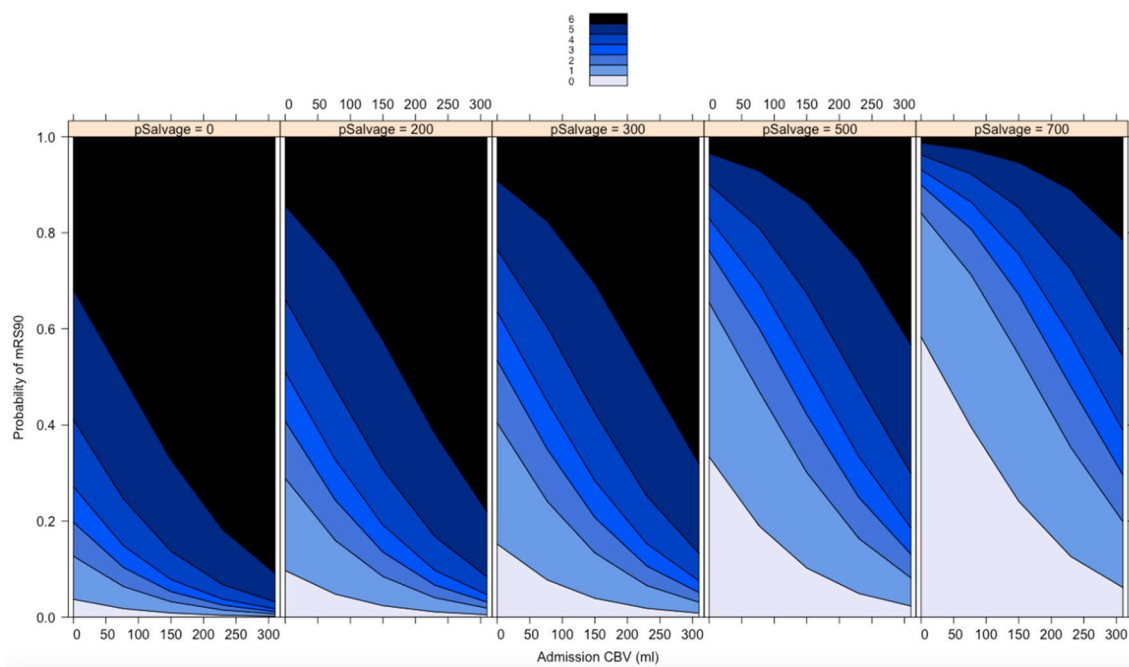 6
5
4
3
2
1
0
0 50 100 150 200 250 300 0 50 100 150 200 250 300
pSalvage = 0 pSalvage = 200 pSalvage = 300 pSalvage = 500 pSalvage = 700
1.0
0.8
0.6
0.4
0.2
0.0
Probability of mRS90
0 50 100 150 200 250 300 0 50 100 150 200 250 300 0 50 100 150 200 250 300
Admission CBV (ml)